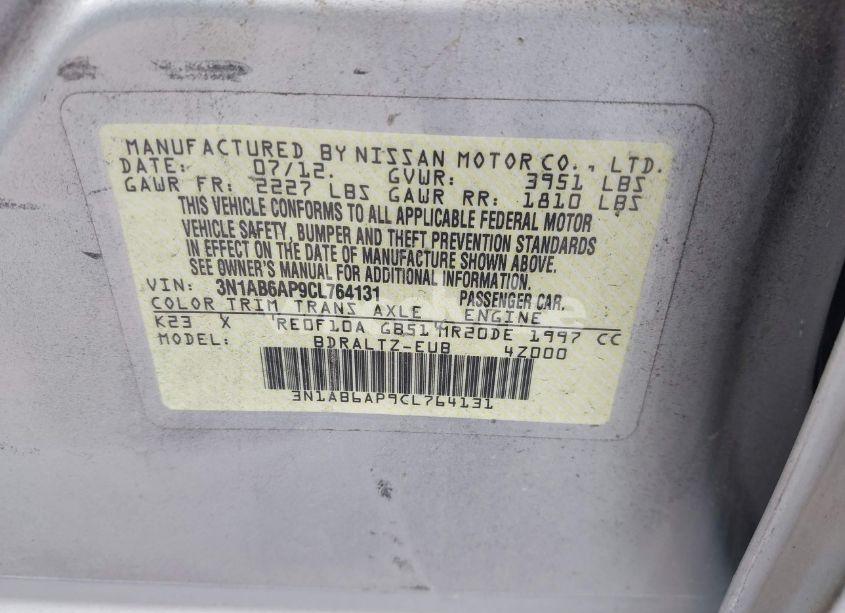 MANUFACTURED BY NISSAN MOTOR CO., LTD.
DATE: 07/12. GVWR: 3951 LBS
GAWR FR: 2227 LBS GAWR RR: 1810 LBS
THIS VEHICLE CONFORMS TO ALL APPLICABLE FEDERAL MOTOR
VEHICLE SAFETY, BUMPER AND THEFT PREVENTION STANDARDS
IN EFFECT ON THE DATE OF MANUFACTURE SHOWN ABOVE.
SEE OWNER'S MANUAL FOR ADDITIONAL INFORMATION.
VIN: 3N1AB6AP9CL764131 PASSENGER CAR.
COLOR TRIM TRANS AXLE ENGINE
K23 X RE0F10A GB51 MR20DE 1997 CC
MODEL: BDRALTZ-EUB 4Z000
3N1AB6AP9CL764131